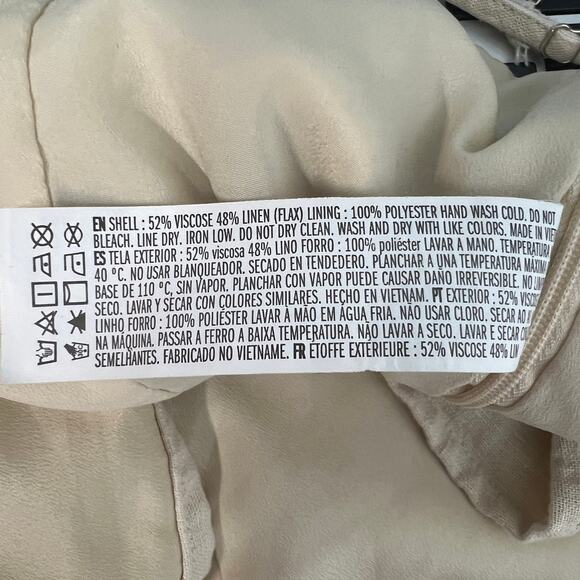 EN SHELL : 52% VISCOSE 48% LINEN (FLAX) LINING : 100% POLYESTER HAND WASH COLD. DO NOT
BLEACH. LINE DRY. IRON LOW. DO NOT DRY CLEAN. WASH AND DRY WITH LIKE COLORS. MADE IN VIET
ES TELA EXTERIOR : 52% viscosa 48% LINO FORRO : 100% poliéster LAVAR A MANO. TEMPERATURA
40 °C. NO USAR BLANQUEADOR. SECADO EN TENDEDERO. PLANCHAR A UNA TEMPERATURA MÁXIMA
BASE DE 110 °C, SIN VAPOR. PLANCHAR CON VAPOR PUEDE CAUSAR DAÑO IRREVERSIBLE. NO LIM
SECO. LAVAR Y SECAR CON COLORES SIMILARES. HECHO EN VIETNAM. PT EXTERIOR : 52% VISCOS
LINHO FORRO : 100% POLIÉSTER LAVAR À MÃO EM ÁGUA FRIA. NÃO USAR CLORO. SECAR AO A
NA MÁQUINA. PASSAR A FERRO A BAIXA TEMPERATURA. NÃO LAVAR A SECO. LAVAR E SECAR CO
SEMELHANTES. FABRICADO NO VIETNAME. FR ÉTOFFE EXTÉRIEURE : 52% VISCOSE 48% LIN